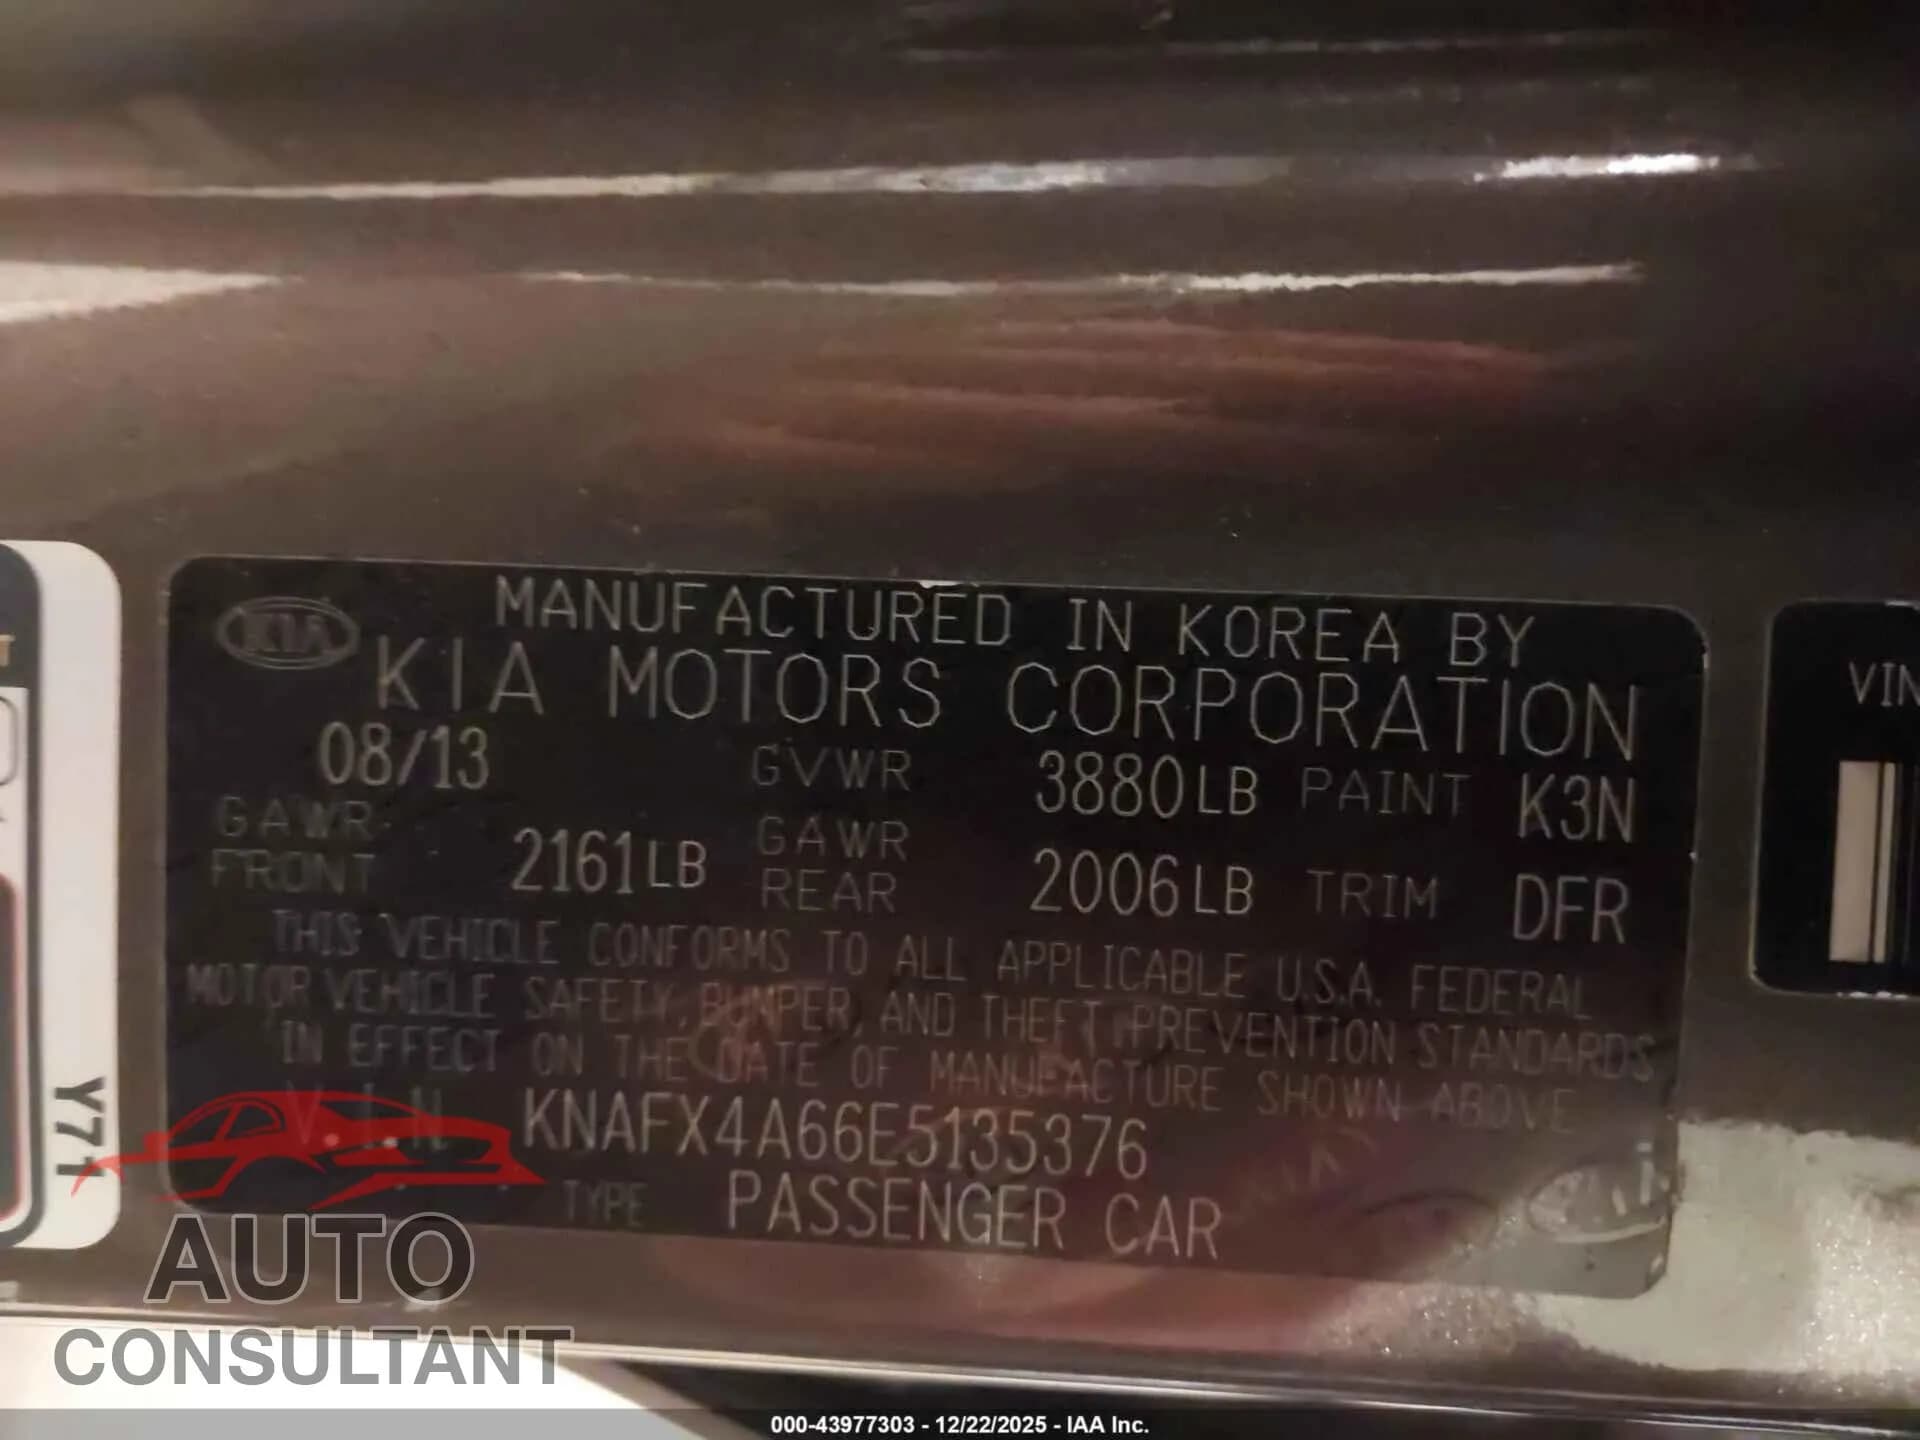 MANUFACTURED IN KOREA BY
KIA
KIA MOTORS CORPORATION
08/13 GVWR 3880LB PAINT K3N
GAWR FRONT 2161LB GAWR REAR 2006LB TRIM DFR
THIS VEHICLE CONFORMS TO ALL APPLICABLE U.S.A. FEDERAL
MOTOR VEHICLE SAFETY, BUMPER, AND THEFT PREVENTION STANDARDS
IN EFFECT ON THE DATE OF MANUFACTURE SHOWN ABOVE
V.I.N KNAFX4A66E5135376
TYPE PASSENGER CAR
VIN
Y71
AUTO
CONSULTANT
000-43977303 - 12/22/2025 - IAA Inc.